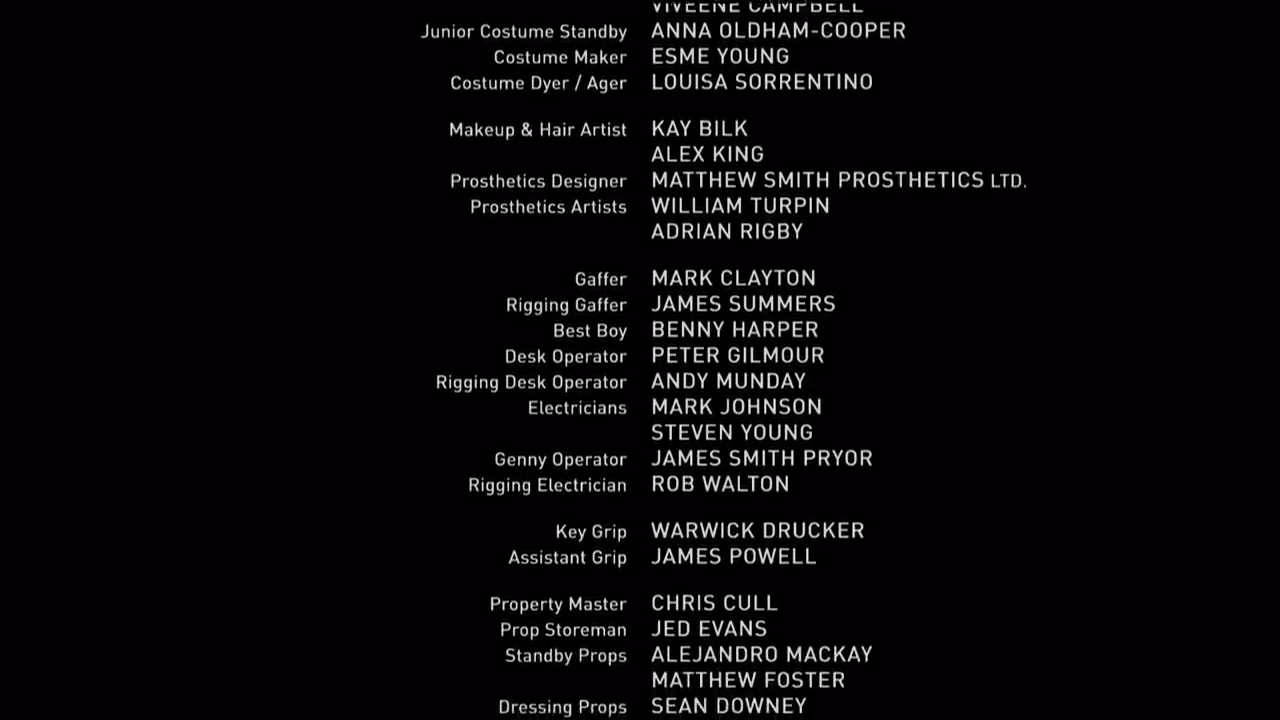 VIVEENE CAMPBELL
Junior Costume Standby ANNA OLDHAM-COOPER
Costume Maker ESME YOUNG
Costume Dyer / Ager LOUISA SORRENTINO
Makeup & Hair Artist KAY BILK
ALEX KING
Prosthetics Designer MATTHEW SMITH PROSTHETICS LTD.
Prosthetics Artists WILLIAM TURPIN
ADRIAN RIGBY
Gaffer MARK CLAYTON
Rigging Gaffer JAMES SUMMERS
Best Boy BENNY HARPER
Desk Operator PETER GILMOUR
Rigging Desk Operator ANDY MUNDAY
Electricians MARK JOHNSON
STEVEN YOUNG
Genny Operator JAMES SMITH PRYOR
Rigging Electrician ROB WALTON
Key Grip WARWICK DRUCKER
Assistant Grip JAMES POWELL
Property Master CHRIS CULL
Prop Storeman JED EVANS
Standby Props ALEJANDRO MACKAY
MATTHEW FOSTER
Dressing Props SEAN DOWNEY